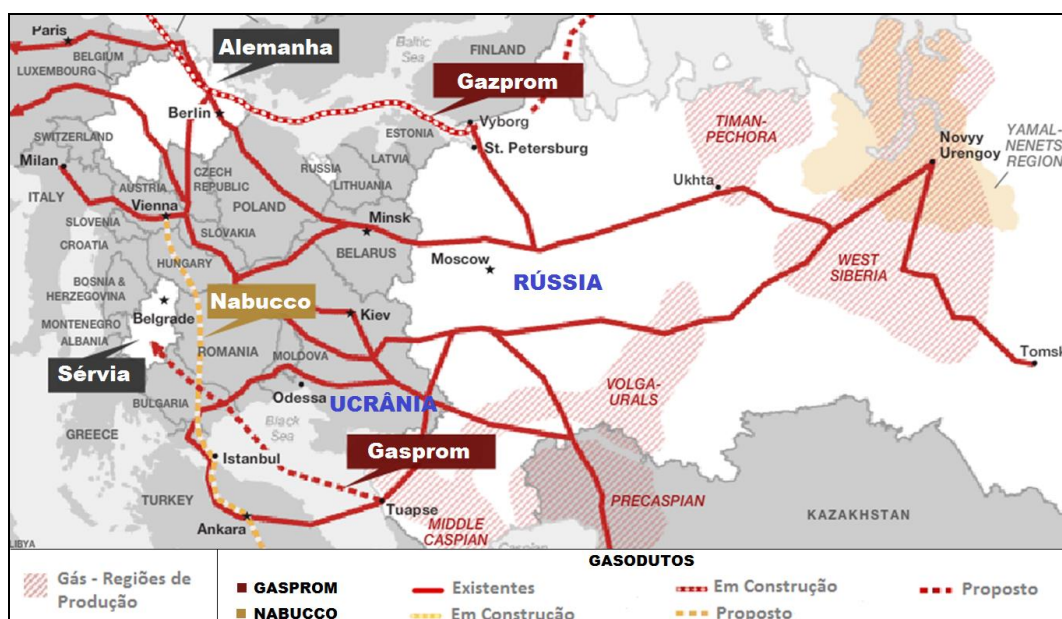 Paris
BELGIUM
LUXEMBOURG
Alemanha
Baltic
Sea
FINLAND
Gazprom
Berlin
Vyborg
ESTONIA
St. Petersburg
TIMAN-
PECHORA
Novyy
Urengoy
YAMAL-
NENETS
REGION
SWITZERLAND
Milan
ITALY
AUSTRIA
Vienna
CZECH
REPUBLIC
POLAND
RUSSIA
LATVIA
LITHUANIA
Ukhta
SLOVENIA
CROATIA
SLOVAKIA
HUNGARY
Minsk
BELARUS
Moscow
RÚSSIA
WEST
SIBERIA
BOSNIA &
HERZEGOVINA
Nabucco
Belgrade
Kiev
MONTENEGRO
ALBANIA
ROMANIA
MOLDOVA
Tomsk
Sérvia
Odessa
UCRÂNIA
VOLGA-
URALS
BULGARIA
Black
Sea
GREECE
Istanbul
Gasprom
TURKEY
Ankara
Tuapse
MIDDLE
CASPIAN
PRECASPIAN
KAZAKHSTAN
Caspian
LIBYA
GASODUTOS
Gás - Regiões de
Produção
GASPROM
Existentes
Em Construção
Proposto
NABUCCO
Em Construção
Proposto